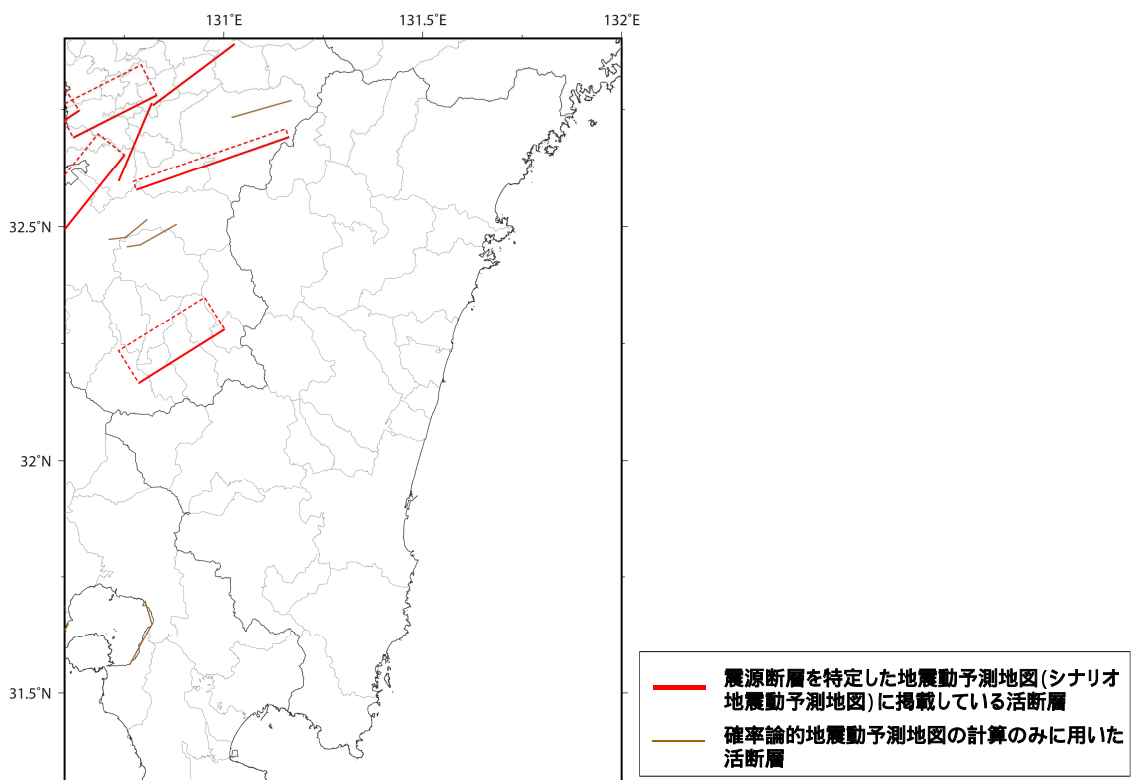 131˚E
131.5˚E
132˚E
32.5˚N
32˚N
31.5˚N
震源断層を特定した地震動予測地図(シナリオ
地震動予測地図)に掲載している活断層
確率論的地震動予測地図の計算のみに用いた
活断層